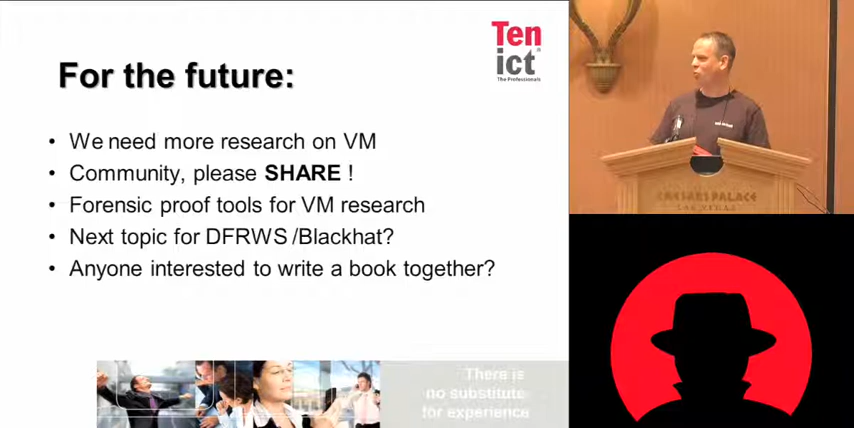 For the future:
Ten
ict
The Professionals
• We need more research on VM
• Community, please SHARE !
• Forensic proof tools for VM research
• Next topic for DFRWS /Blackhat?
• Anyone interested to write a book together?
There is
no substitute
for experience
CAESARS PALACE
LAS VEGAS